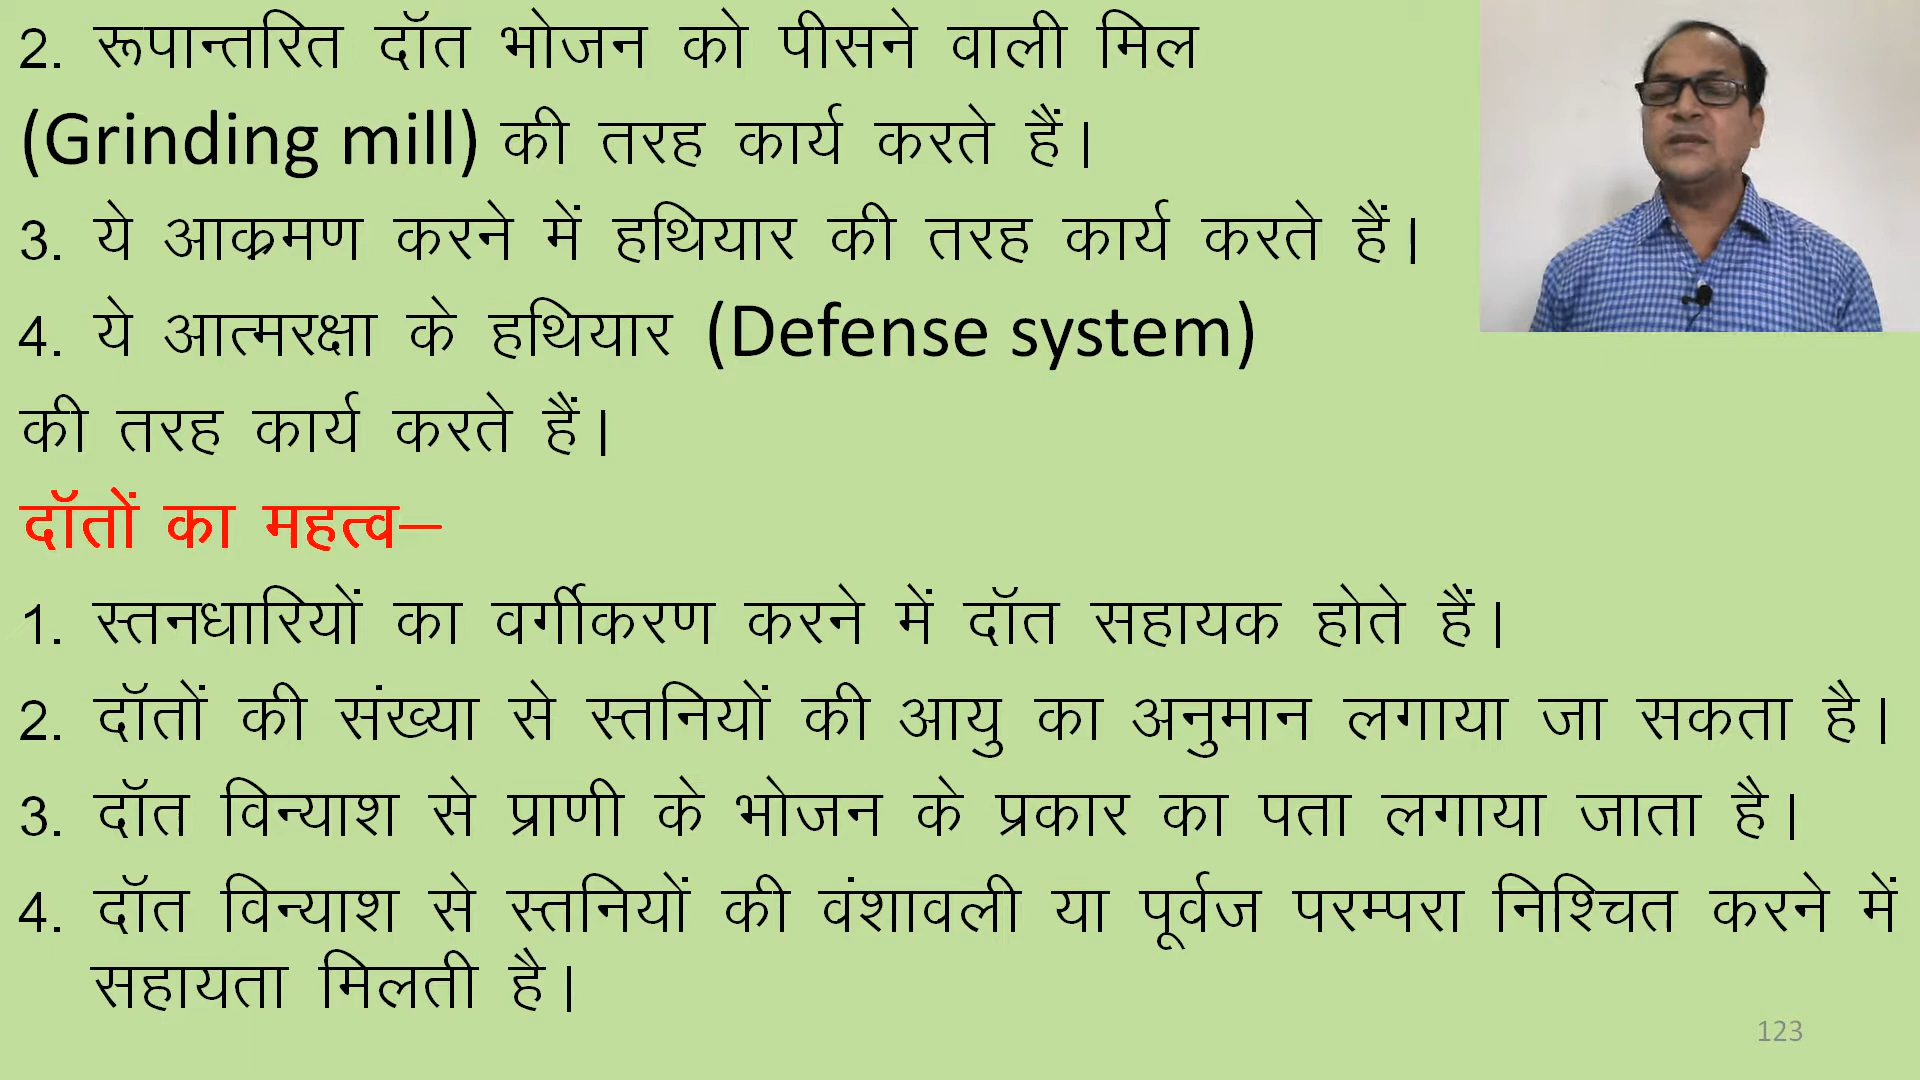 2. रूपान्तरित दॉत भोजन को पीसने वाली मिल
(Grinding mill) की तरह कार्य करते हैं।
3. ये आक्रमण करने में हथियार की तरह कार्य करते हैं।
4. ये आत्मरक्षा के हथियार (Defense system)
की तरह कार्य करते हैं।
दॉतों का महत्व–
1. स्तनधारियों का वर्गीकरण करने में दॉत सहायक होते हैं।
2. दॉतों की संख्या से स्तनियों की आयु का अनुमान लगाया जा सकता है।
3. दॉत विन्याश से प्राणी के भोजन के प्रकार का पता लगाया जाता है।
4. दॉत विन्याश से स्तनियों की वंशावली या पूर्वज परम्परा निश्चित करने में
सहायता मिलती है।
123